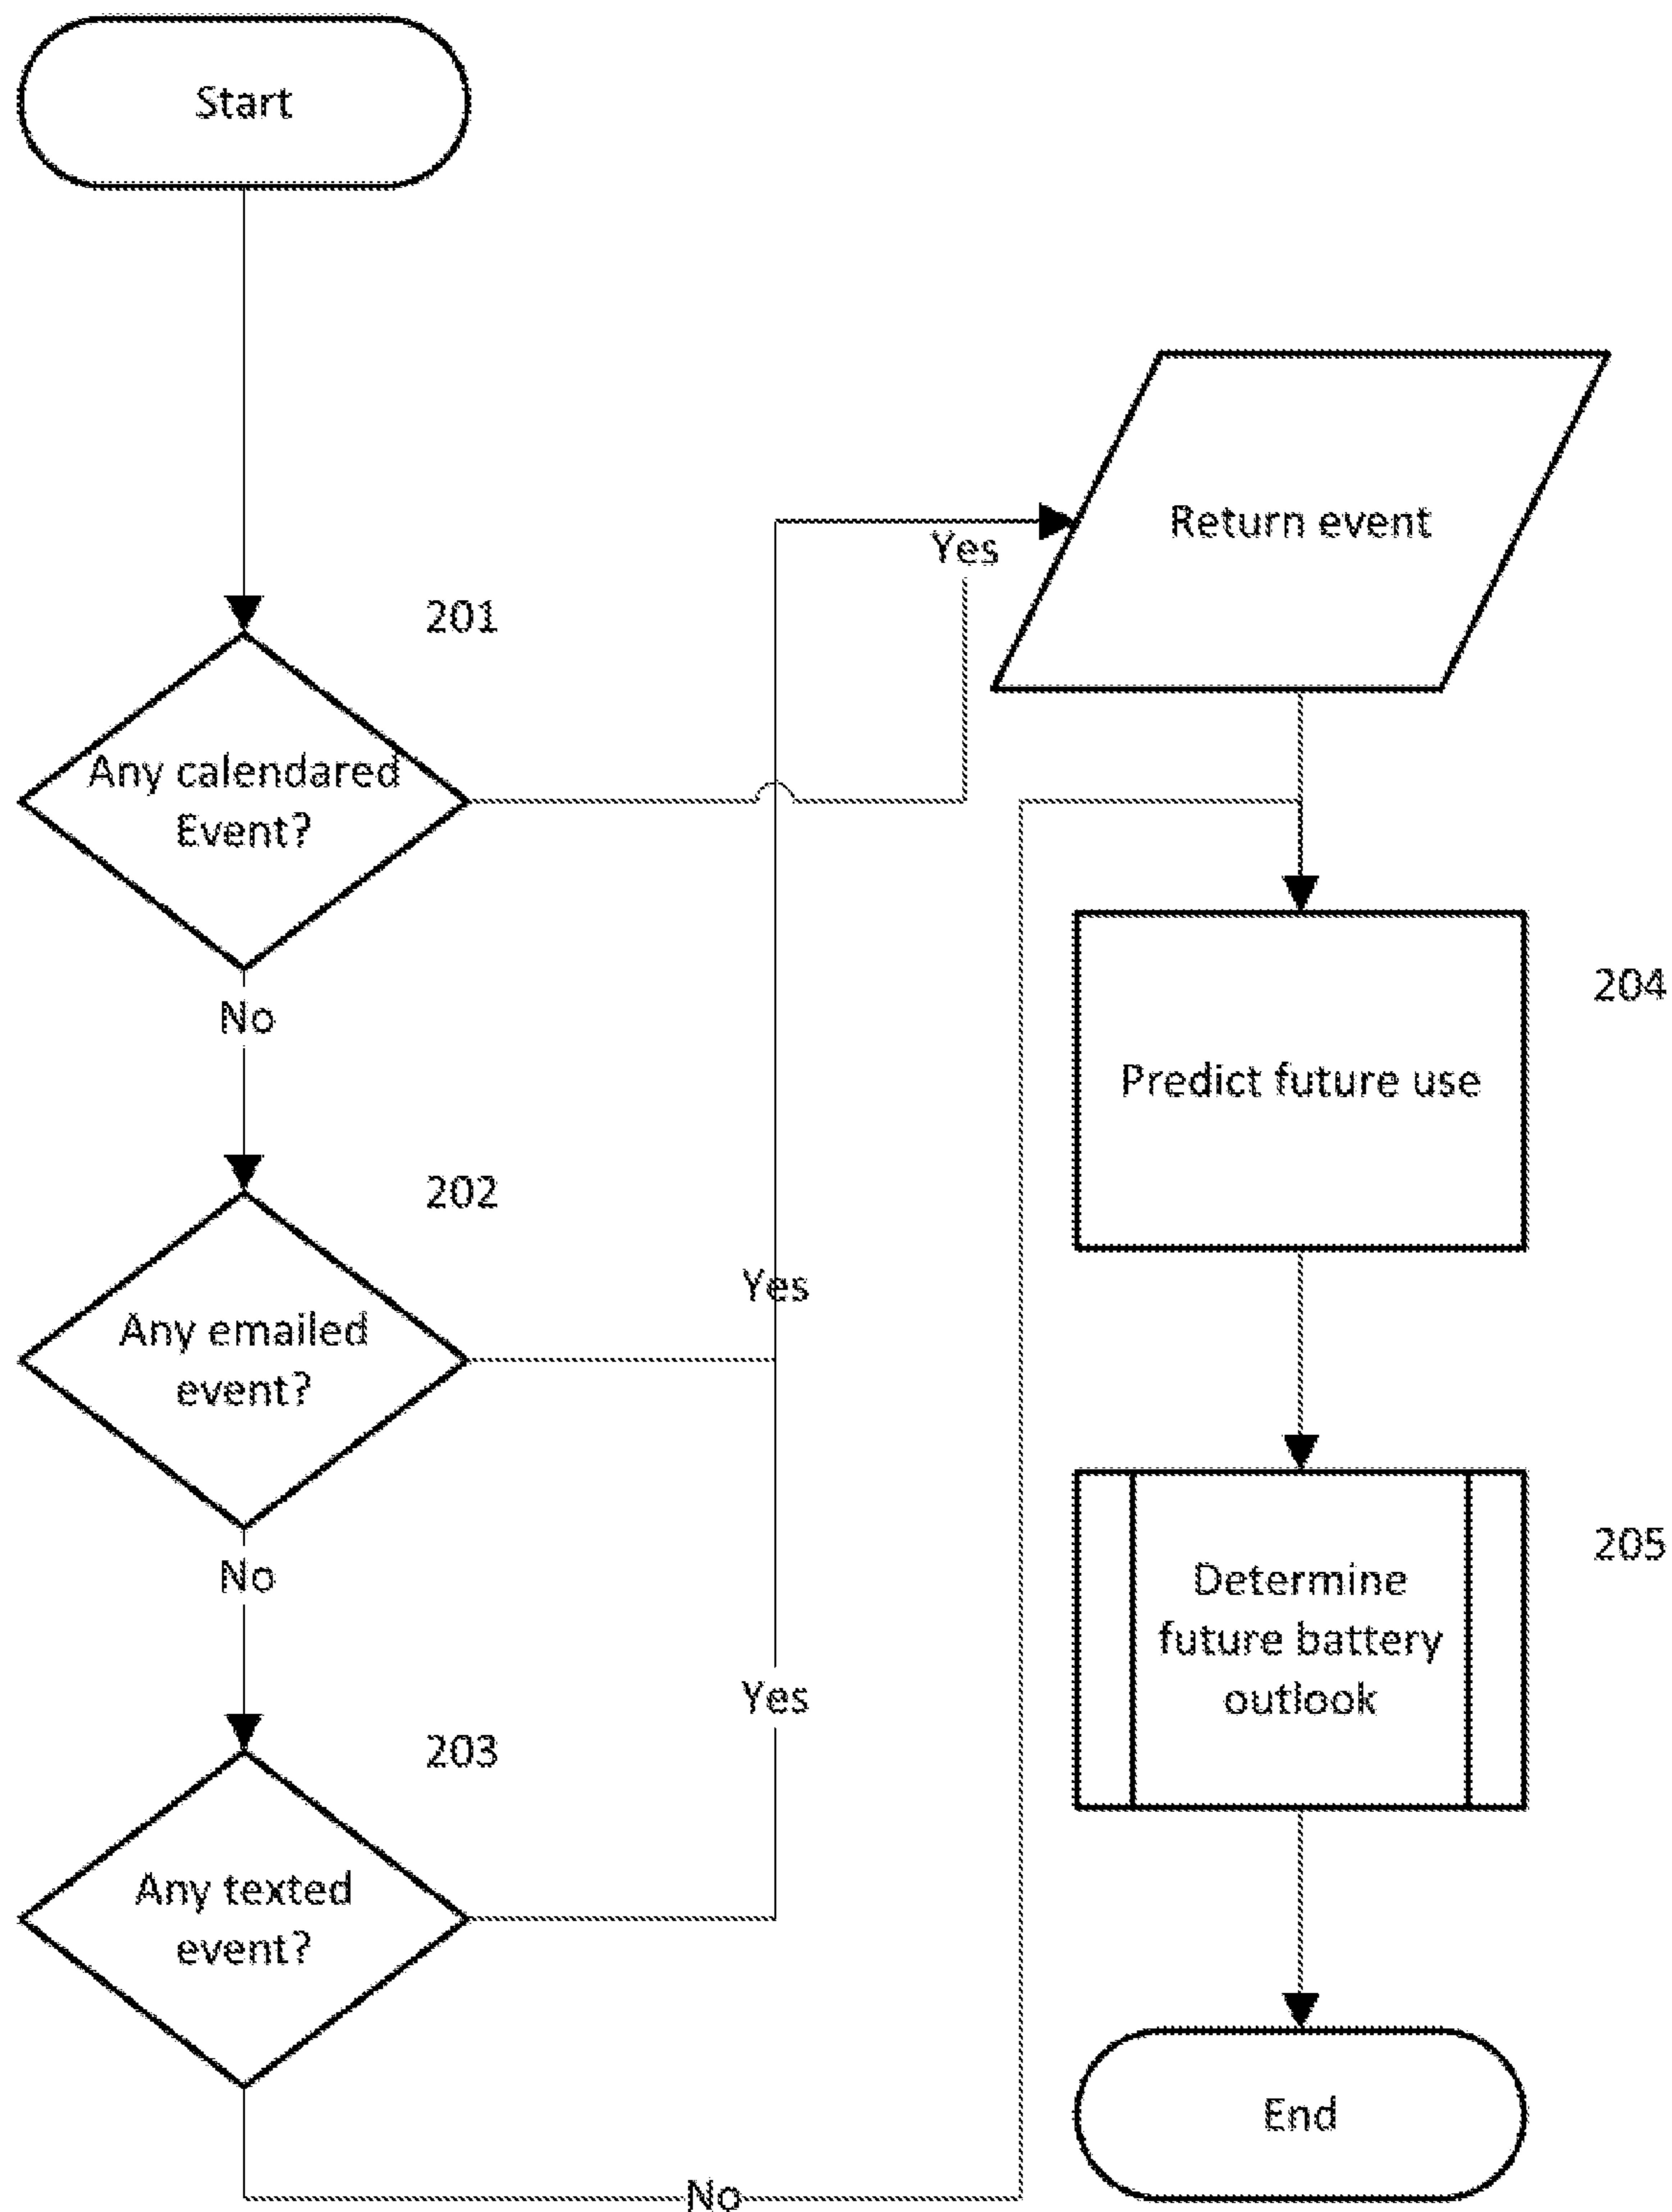 Start
201
Any calendared
Event?
No
202
Any emailed
event?
No
203
Any texted
event?
No
Yes
Yes
Yes
Return event
204
Predict future use
205
Determine
future battery
outlook
End